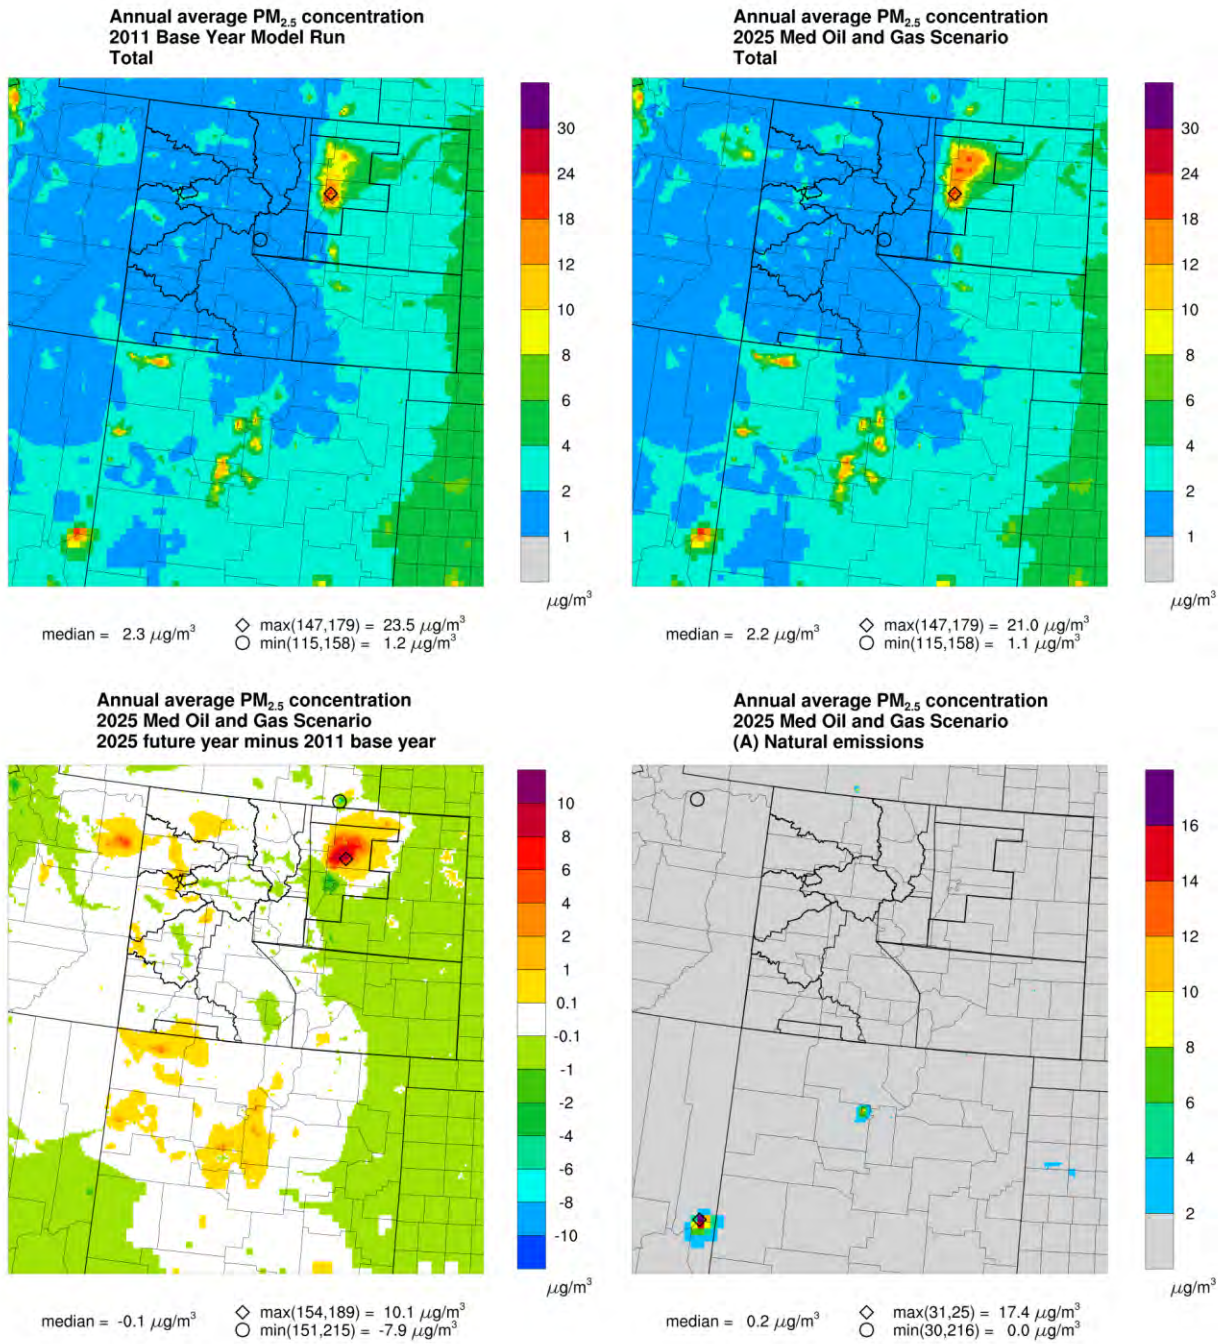 Annual average PM2.5 concentration
2011 Base Year Model Run
Total
30
24
18
12
10
8
6
4
2
1
μg/m³
median = 2.3 μg/m³
max(147,179) = 23.5 μg/m³
min(115,158) = 1.2 μg/m³
Annual average PM2.5 concentration
2025 Med Oil and Gas Scenario
Total
30
24
18
12
10
8
6
4
2
1
μg/m³
median = 2.2 μg/m³
max(147,179) = 21.0 μg/m³
min(115,158) = 1.1 μg/m³
Annual average PM2.5 concentration
2025 Med Oil and Gas Scenario
2025 future year minus 2011 base year
10
8
6
4
2
1
0.1
-0.1
-1
-2
-4
-6
-8
-10
μg/m³
median = -0.1 μg/m³
max(154,189) = 10.1 μg/m³
min(151,215) = -7.9 μg/m³
Annual average PM2.5 concentration
2025 Med Oil and Gas Scenario
(A) Natural emissions
16
14
12
10
8
6
4
2
μg/m³
median = 0.2 μg/m³
max(31,25) = 17.4 μg/m³
min(30,216) = 0.0 μg/m³